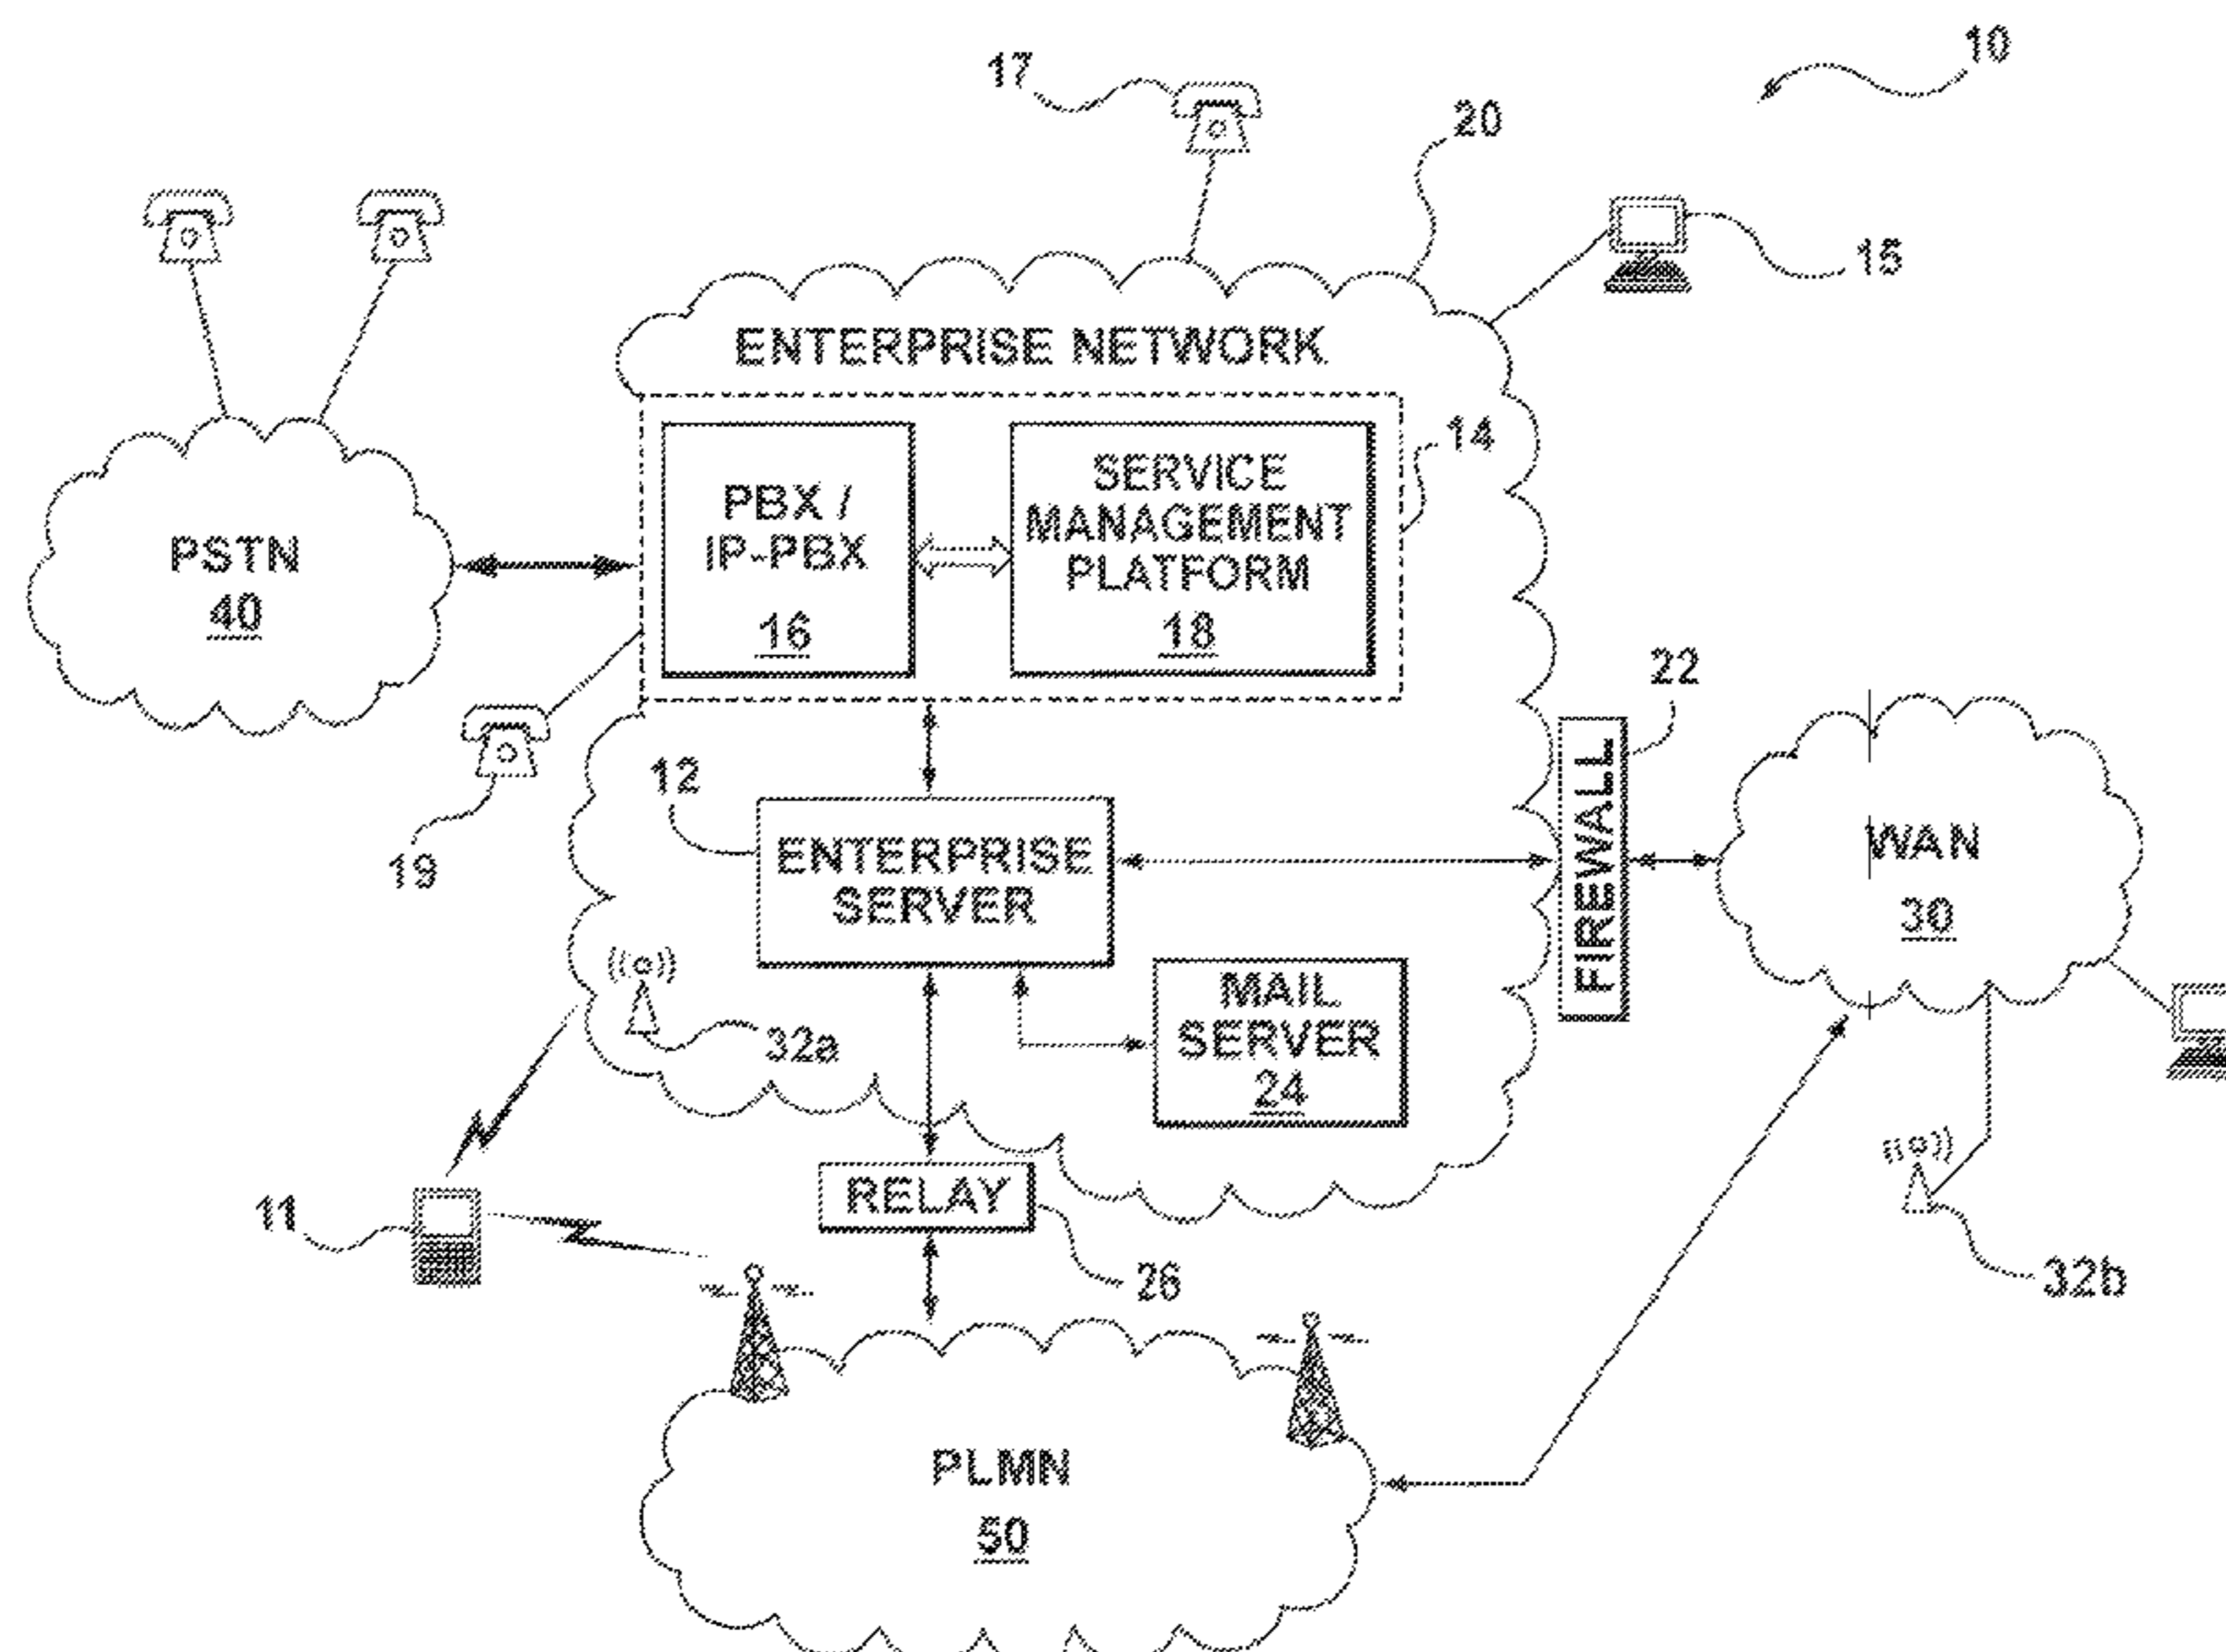 10
17
20
15
ENTERPRISE NETWORK
14
PBX /
IP-PBX
16
SERVICE
MANAGEMENT
PLATFORM
18
PSTN
40
22
19
12
ENTERPRISE
SERVER
FIREWALL
WAN
30
32a
MAIL
SERVER
24
11
RELAY
26
32b
PLMN
50